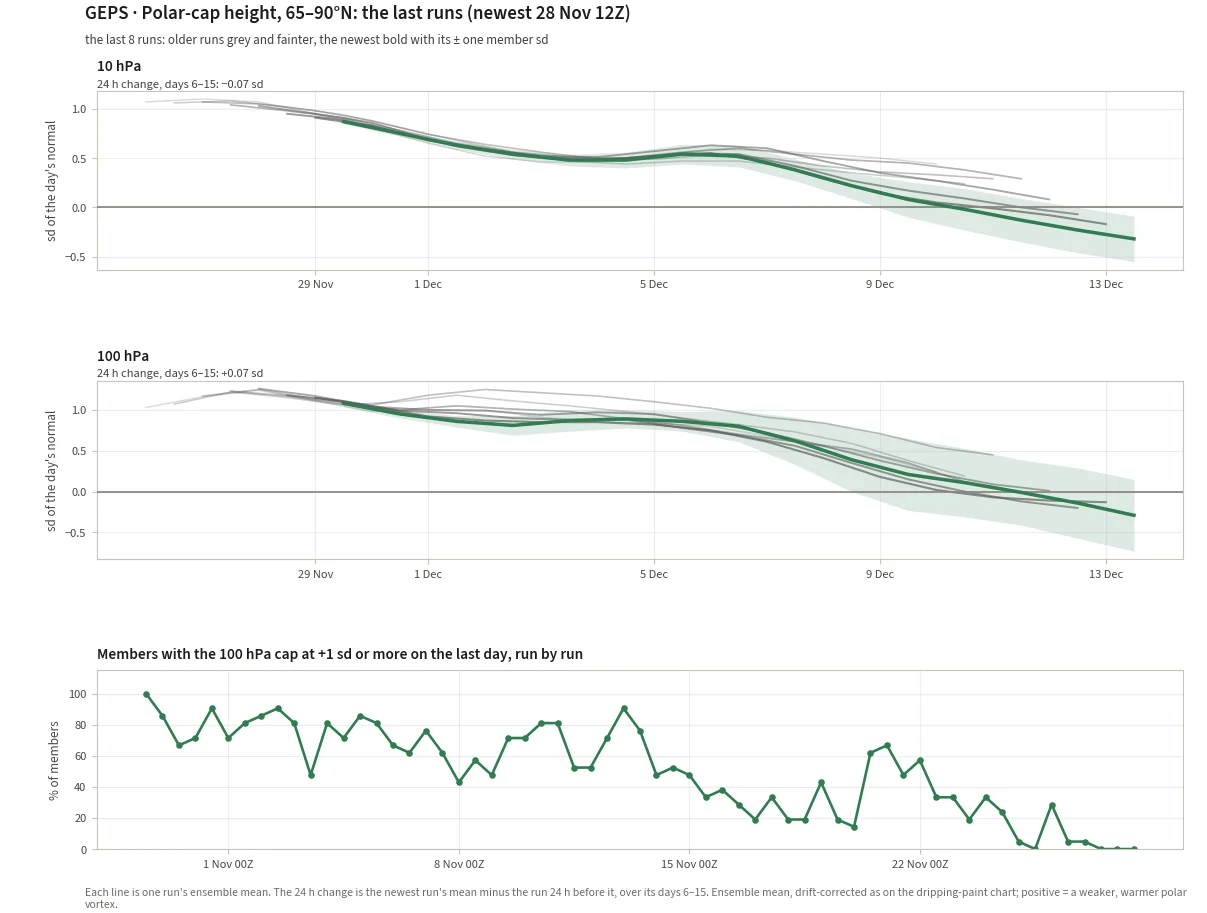 GEPS · Polar-cap height, 65–90°N: the last runs (newest 28 Nov 12Z)
the last 8 runs: older runs grey and fainter, the newest bold with its ± one member sd
10 hPa
24 h change, days 6–15: −0.07 sd
sd of the day's normal
1.0
0.5
0.0
−0.5
29 Nov
1 Dec
5 Dec
9 Dec
13 Dec
100 hPa
24 h change, days 6–15: +0.07 sd
sd of the day's normal
1.0
0.5
0.0
−0.5
29 Nov
1 Dec
5 Dec
9 Dec
13 Dec
Members with the 100 hPa cap at +1 sd or more on the last day, run by run
% of members
100
80
60
40
20
0
1 Nov 00Z
8 Nov 00Z
15 Nov 00Z
22 Nov 00Z
Each line is one run's ensemble mean. The 24 h change is the newest run's mean minus the run 24 h before it, over its days 6–15. Ensemble mean, drift-corrected as on the dripping-paint chart; positive = a weaker, warmer polar
vortex.